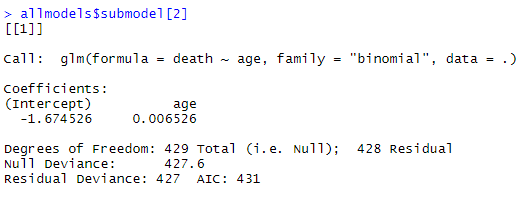 > allmodels$submodel[2]
[[1]]
Call:  glm(formula = death ~ age, family = "binomial", data = .)
Coefficients:
(Intercept)          age
  -1.674526     0.006526
Degrees of Freedom: 429 Total (i.e. Null);  428 Residual
Null Deviance:      427.6
Residual Deviance: 427  AIC: 431